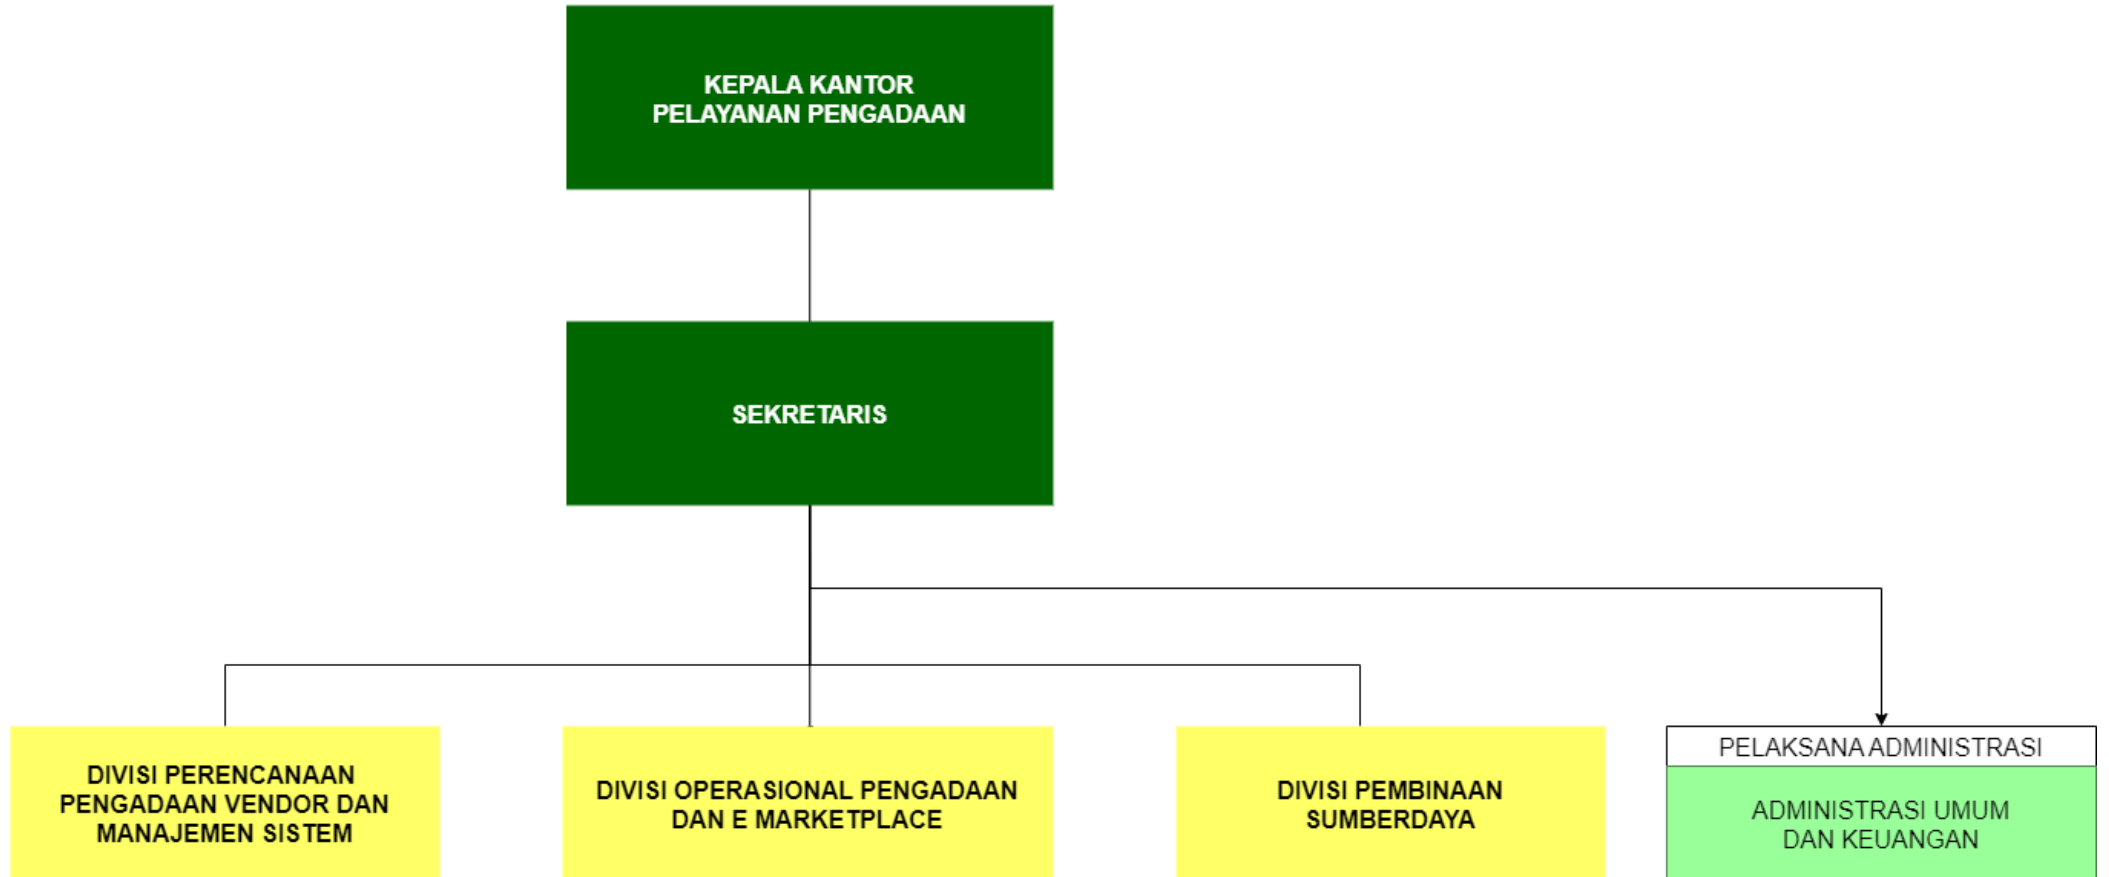 KEPALA KANTOR
PELAYANAN PENGADAAN
SEKRETARIS
DIVISI PERENCANAAN
PENGADAAN VENDOR DAN
MANAJEMEN SISTEM
DIVISI OPERASIONAL PENGADAAN
DAN E MARKETPLACE
DIVISI PEMBINAAN
SUMBERDAYA
PELAKSANA ADMINISTRASI
ADMINISTRASI UMUM
DAN KEUANGAN